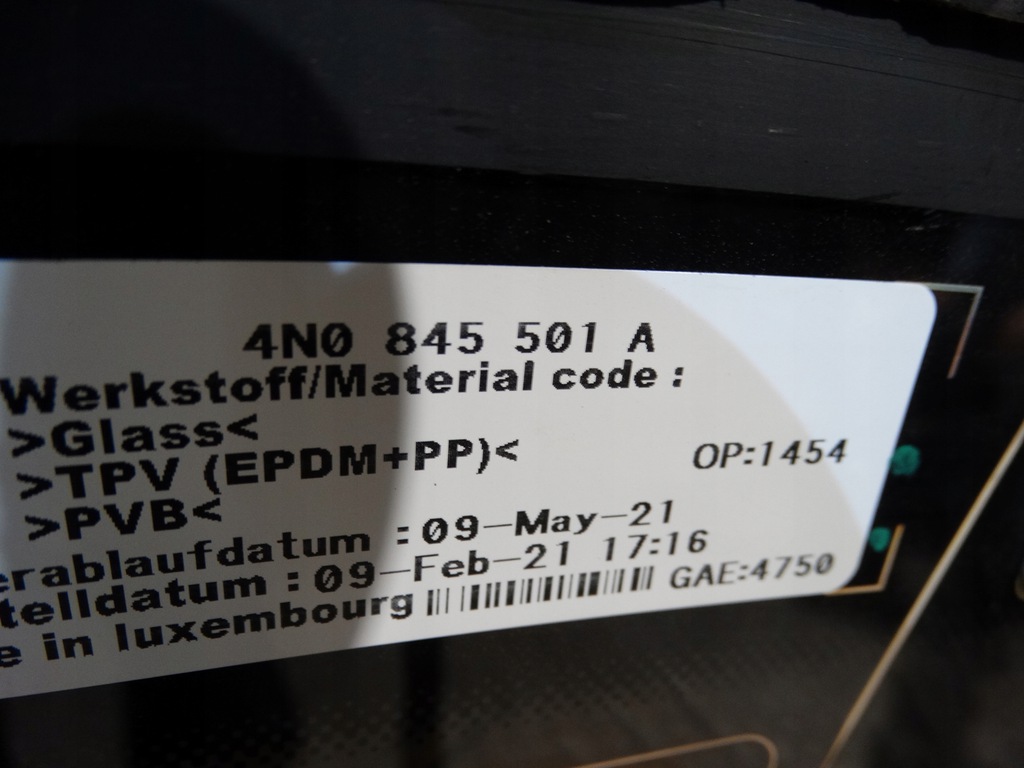 4N0 845 501 A
Werkstoff/Material code :
>Glass<
>TPV (EPDM+PP)<
OP:1454
>PVB<
erablaufdatum :09-May-21
telldatum :09-Feb-21 17:16
e in luxembourg GAE:4750